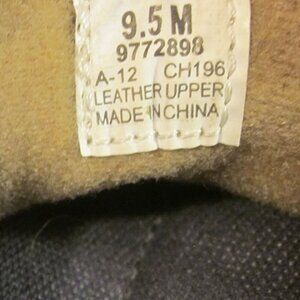 9.5 M
9772898
A-12 CH196
LEATHER UPPER
MADE IN CHINA